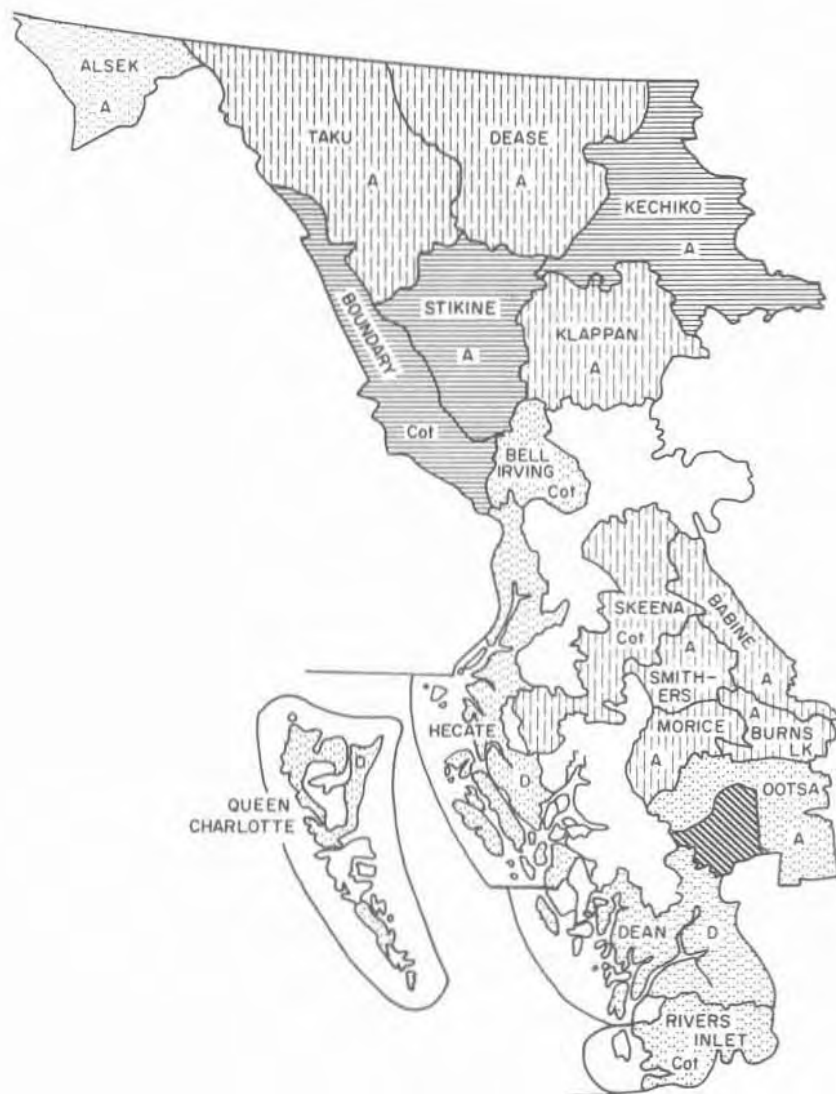 ALSEK
A
TAKU
A
DEASE
A
KECHIKO
A
BOUNDARY
Cot
STIKINE
A
KLAPPAN
A
BELL
IRVING
Cot
SKEENA
Cot
BABINE
A
A
SMITH-
ERS
A
BURNS
LK.
MORICE
A
HECATE
D
QUEEN
CHARLOTTE
D
OOTSA
A
DEAN
D
RIVERS
INLET
Cot